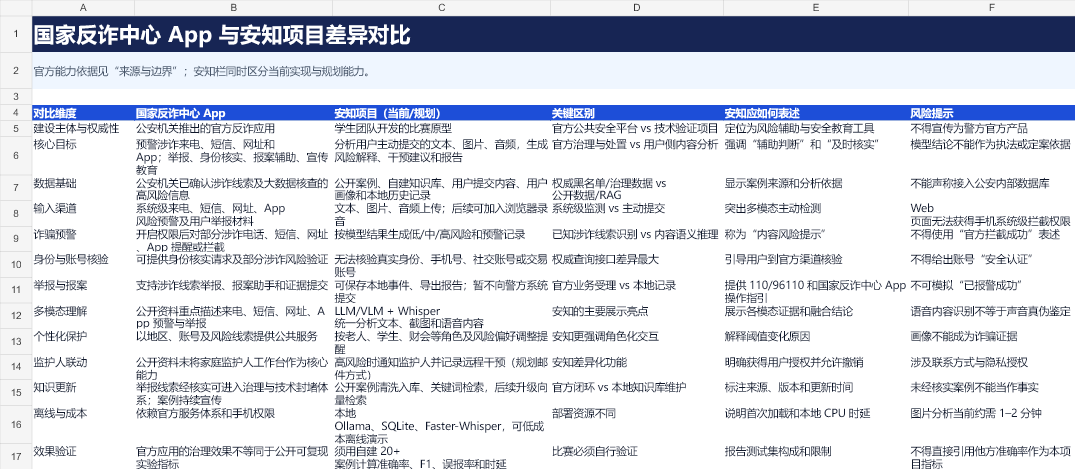 A B C D E F
1 国家反诈中心 App 与安知项目差异对比
2 官方能力依据见“来源与边界”；安知栏同时区分当前实现与规划能力。
3
4 对比维度 国家反诈中心 App 安知项目（当前/规划） 关键区别 安知应如何表述 风险提示
5 建设主体与权威性 公安机关推出的官方反诈应用 学生团队开发的比赛原型 官方公共安全平台 vs 技术验证项目 定位为风险辅助与安全教育工具 不得宣传为警方官方产品
6 核心目标 预警涉诈来电、短信、网址和 分析用户主动提交的文本、图片、音频，生成 官方治理与处置 vs 用户侧内容分析 强调“辅助判断”和“及时核实” 模型结论不能作为执法或定案依据
App；举报、身份核实、报案辅助、宣传 风险解释、干预建议和报告
教育
7 数据基础 公安机关已确认涉诈线索及大数据核查的 公开案例、自建知识库、用户提交内容、用户 权威黑名单/治理数据 vs 显示案例来源和分析依据 不能声称接入公安内部数据库
高风险信息 画像和本地历史记录 公开数据/RAG
8 输入渠道 系统级来电、短信、网址、App 文本、图片、音频上传；后续可加入浏览器录 系统级监测 vs 主动提交 突出多模态主动检测 Web
风险预警及用户举报材料 音 页面无法获得手机系统级拦截权限
9 诈骗预警 开启权限后对部分涉诈电话、短信、网址 按模型结果生成低/中/高风险和预警记录 已知涉诈线索识别 vs 内容语义推理 称为“内容风险提示” 不得使用“官方拦截成功”表述
、App 提醒或拦截
10 身份与账号核验 可提供身份核实请求及部分涉诈风险验证 无法核验真实身份、手机号、社交账号或交易 权威查询接口差异最大 引导用户到官方渠道核验 不得给出账号“安全认证”
账号
11 举报与报案 支持涉诈线索举报、报案助手和证据提交 可保存本地事件、导出报告；暂不向警方系统 官方业务受理 vs 本地记录 提供 110/96110 和国家反诈中心 App 不可模拟“已报警成功”
提交 操作指引
12 多模态理解 公开资料重点描述来电、短信、网址、A LLM/VLM + Whisper 安知的主要展示亮点 展示各模态证据和融合结论 语音内容识别不等于声音真伪鉴定
pp 预警与举报 统一分析文本、截图和语音内容
13 个性化保护 以地区、账号及风险线索提供公共服务 按老人、学生、财会等角色及风险偏好调整提 安知更强调角色化交互 解释阈值变化原因 画像不能成为诈骗证据
醒
14 监护人联动 公开资料未将家庭监护人工作台作为核心 高风险时通知监护人并记录远程干预（规划邮 安知差异化功能 明确获得用户授权并允许撤销 涉及联系方式与隐私授权
能力 件方式）
15 知识更新 举报线索经核实可进入治理与技术封堵体 公开案例清洗入库、关键词检索，后续升级向 官方闭环 vs 本地知识库维护 标注来源、版本和更新时间 未经核实案例不能当作事实
系；案例持续宣传 量检索
16 离线与成本 依赖官方服务体系和手机权限 本地 部署资源不同 说明首次加载和本地 CPU 时延 图片分析当前约需 1–2 分钟
Ollama、SQLite、Faster-Whisper，可低成
本离线演示
17 效果验证 官方应用的治理效果不等同于公开可复现 须用自建 20+ 比赛必须自行验证 报告测试集构成和限制 不得直接引用他方准确率作为本项
实验指标 案例计算准确率、F1、误报率和时延 目指标